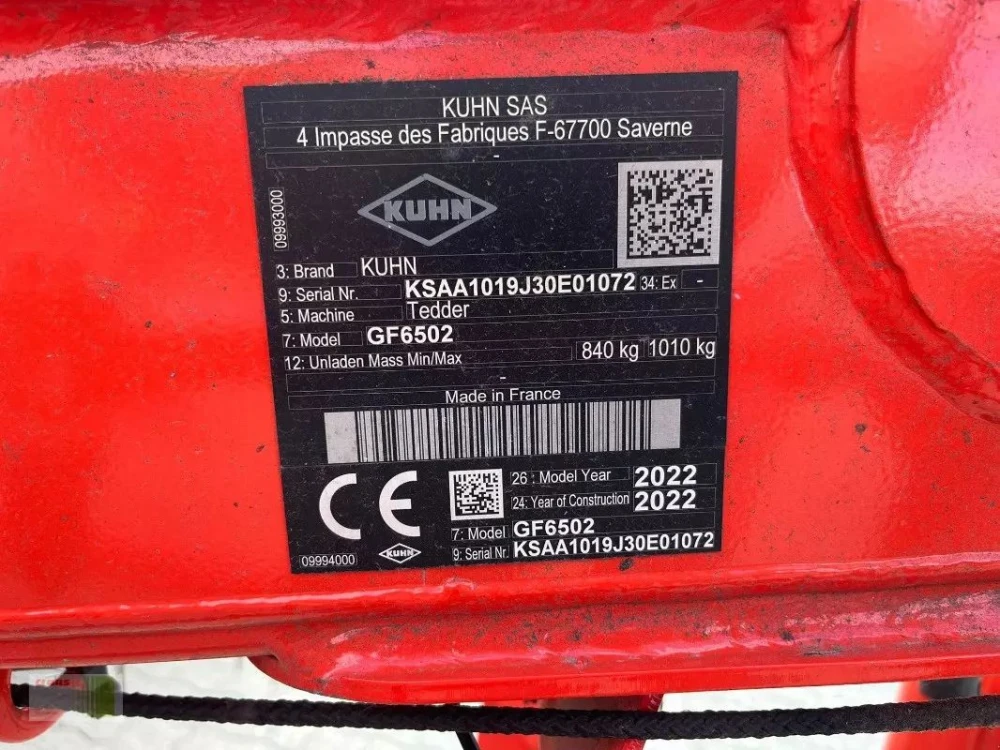 KUHN SAS
4 Impasse des Fabriques F-67700 Saverne
-
09993000
KUHN
3: Brand KUHN
9: Serial Nr. KSAA1019J30E01072 34: Ex -
5: Machine Tedder
7: Model GF6502
12: Unladen Mass Min/Max 840 kg 1010 kg
-
Made in France
CE
26 : Model Year 2022
24: Year of Construction 2022
7: Model GF6502
9: Serial Nr. KSAA1019J30E01072
09994000 KUHN